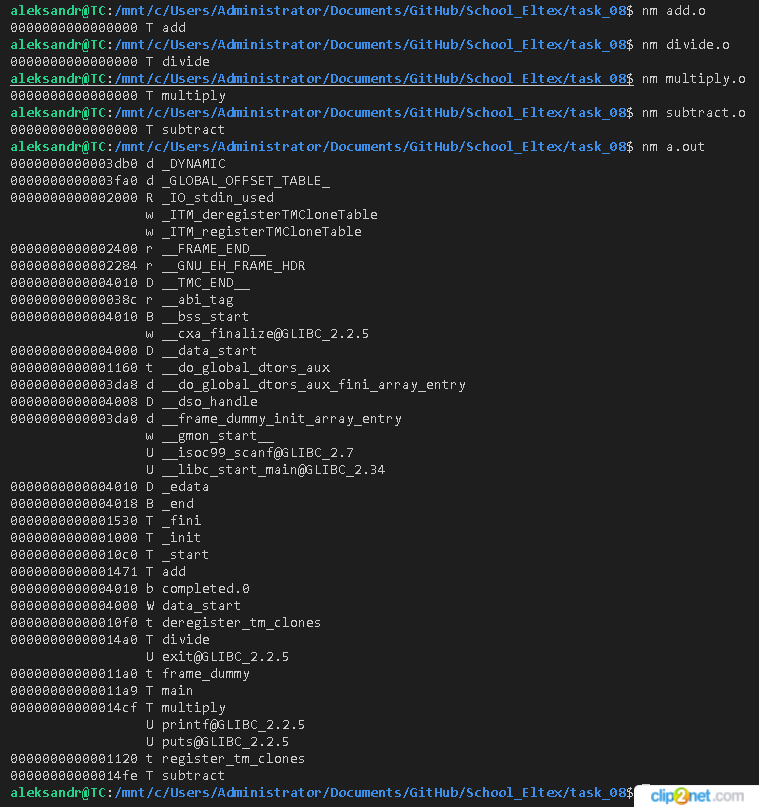 aleksandr@TC:/mnt/c/Users/Administrator/Documents/GitHub/School_Eltex/task_08$ nm add.o
0000000000000000 T add
aleksandr@TC:/mnt/c/Users/Administrator/Documents/GitHub/School_Eltex/task_08$ nm divide.o
0000000000000000 T divide
aleksandr@TC:/mnt/c/Users/Administrator/Documents/GitHub/School_Eltex/task_08$ nm multiply.o
0000000000000000 T multiply
aleksandr@TC:/mnt/c/Users/Administrator/Documents/GitHub/School_Eltex/task_08$ nm subtract.o
0000000000000000 T subtract
aleksandr@TC:/mnt/c/Users/Administrator/Documents/GitHub/School_Eltex/task_08$ nm a.out
0000000000003db0 d _DYNAMIC
0000000000003fa0 d _GLOBAL_OFFSET_TABLE_
0000000000002000 R _IO_stdin_used
                 w _ITM_deregisterTMCloneTable
                 w _ITM_registerTMCloneTable
0000000000002400 r __FRAME_END__
0000000000002284 r __GNU_EH_FRAME_HDR
0000000000004010 D __TMC_END__
000000000000038c r __abi_tag
0000000000004010 B __bss_start
                 w __cxa_finalize@GLIBC_2.2.5
0000000000004000 D __data_start
0000000000001160 t __do_global_dtors_aux
0000000000003da8 d __do_global_dtors_aux_fini_array_entry
0000000000004008 D __dso_handle
0000000000003da0 d __frame_dummy_init_array_entry
                 w __gmon_start__
                 U __isoc99_scanf@GLIBC_2.7
                 U __libc_start_main@GLIBC_2.34
0000000000004010 D _edata
0000000000004018 B _end
0000000000001530 T _fini
0000000000001000 T _init
00000000000010c0 T _start
0000000000001471 T add
0000000000004010 b completed.0
0000000000004000 W data_start
00000000000010f0 t deregister_tm_clones
00000000000014a0 T divide
                 U exit@GLIBC_2.2.5
00000000000011a0 t frame_dummy
00000000000011a9 T main
00000000000014cf T multiply
                 U printf@GLIBC_2.2.5
                 U puts@GLIBC_2.2.5
0000000000001120 t register_tm_clones
00000000000014fe T subtract
aleksandr@TC:/mnt/c/Users/Administrator/Documents/GitHub/School_Eltex/task_08$
clip2net.com